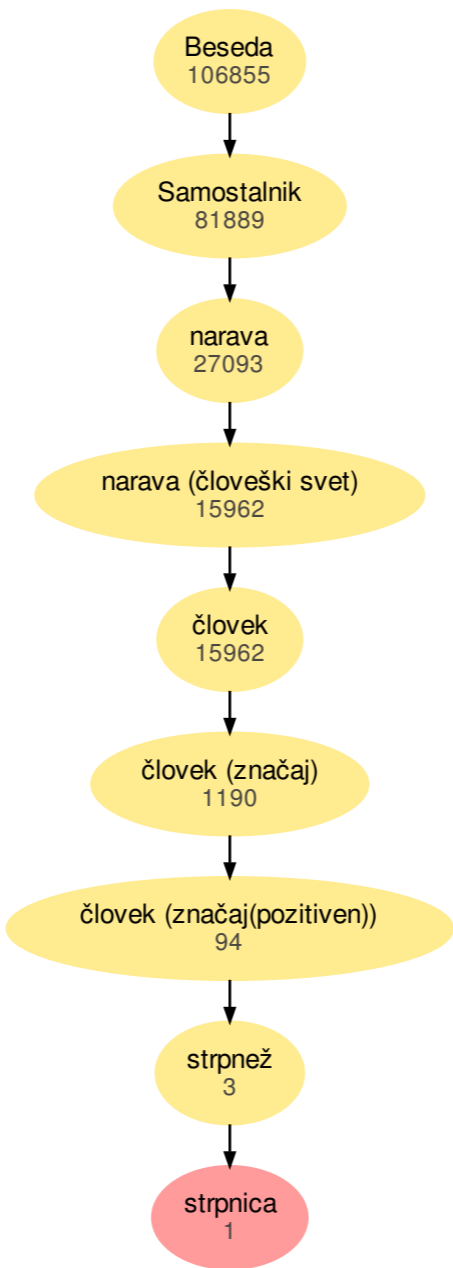 Beseda
106855
Samostalnik
81889
narava
27093
narava (človeški svet)
15962
človek
15962
človek (značaj)
1190
človek (značaj(pozitiven))
94
strpnež
3
strpnica
1